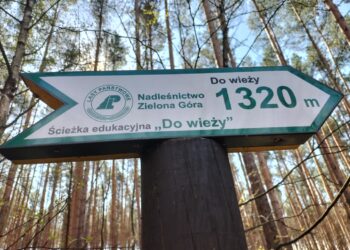 LASY PAŃSTWOWE
Nadleśnictwo
Zielona Góra
Do wieży
1320 m
Ścieżka edukacyjna „Do wieży"